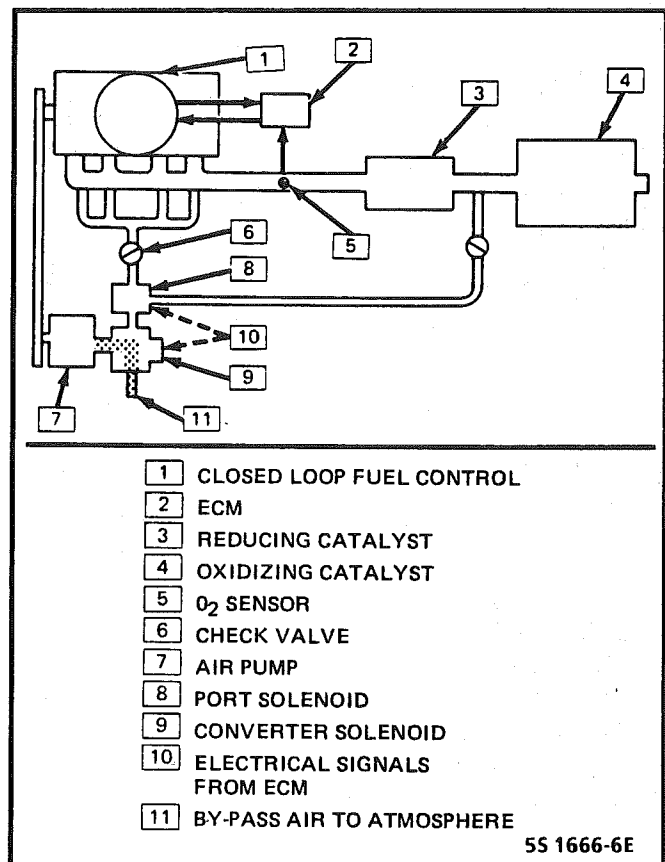 1
2
3
4
5
6
7
8
9
10
11
1 CLOSED LOOP FUEL CONTROL
2 ECM
3 REDUCING CATALYST
4 OXIDIZING CATALYST
5 O2 SENSOR
6 CHECK VALVE
7 AIR PUMP
8 PORT SOLENOID
9 CONVERTER SOLENOID
10 ELECTRICAL SIGNALS
FROM ECM
11 BY-PASS AIR TO ATMOSPHERE
5S 1666-6E